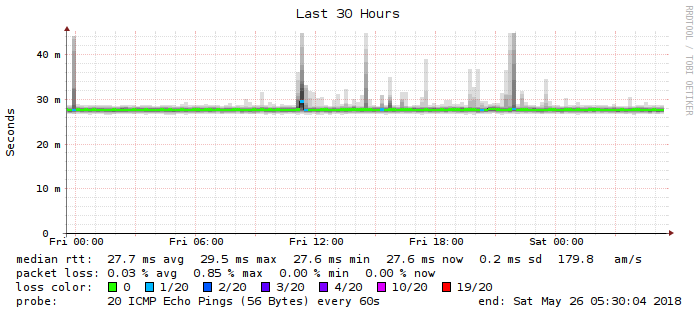 Last 30 Hours
RRDTOOL / TOBI OETIKER
Seconds
40 m
30 m
20 m
10 m
0
Fri 00:00 Fri 06:00 Fri 12:00 Fri 18:00 Sat 00:00
median rtt: 27.7 ms avg 29.5 ms max 27.6 ms min 27.6 ms now 0.2 ms sd 179.8 am/s
packet loss: 0.03 % avg 0.85 % max 0.00 % min 0.00 % now
loss color: 0 1/20 2/20 3/20 4/20 10/20 19/20
probe: 20 ICMP Echo Pings (56 Bytes) every 60s end: Sat May 26 05:30:04 2018